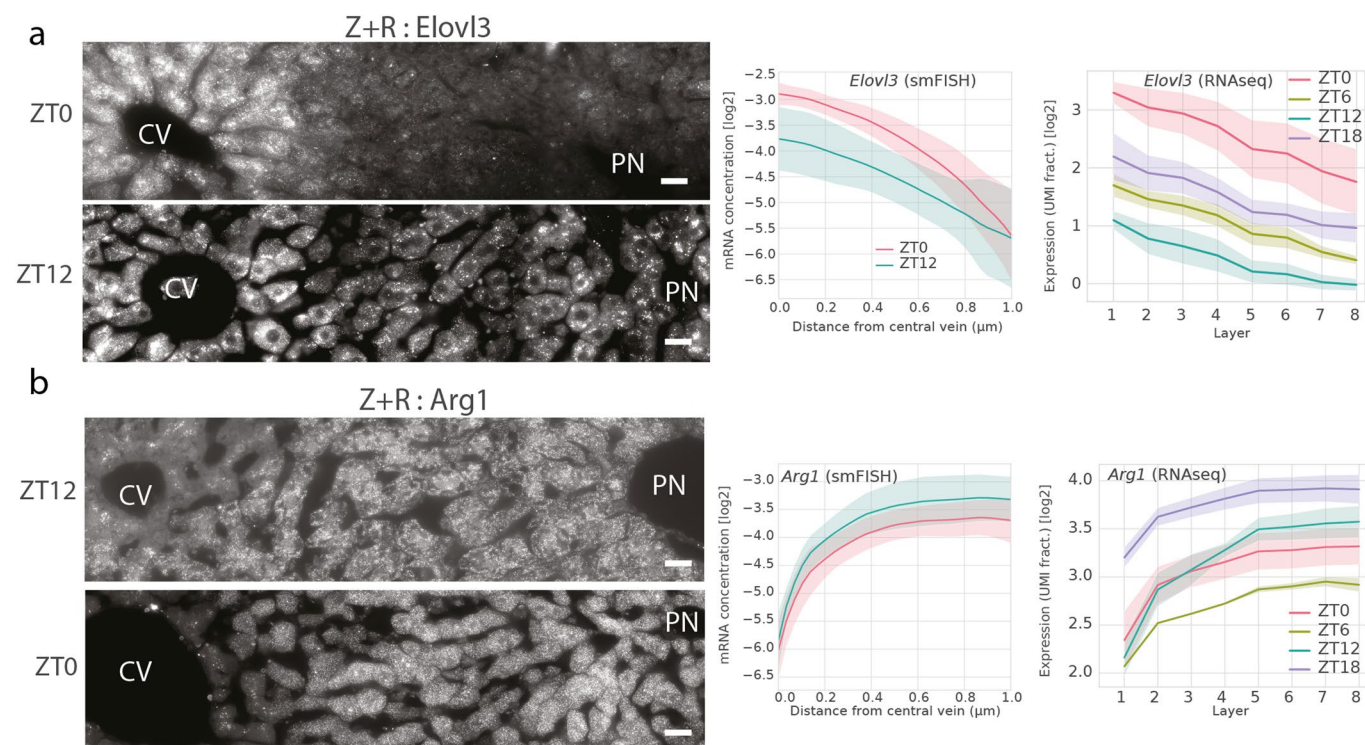 a
Z+R : Elovl3
ZT0
CV
PN
ZT12
CV
PN
Elovl3 (smFISH)
mRNA concentration [log2]
−2.5
−3.0
−3.5
−4.0
−4.5
−5.0
−5.5
−6.0
−6.5
ZT0
ZT12
0.0 0.2 0.4 0.6 0.8 1.0
Distance from central vein (μm)
Elovl3 (RNAseq)
ZT0
ZT6
ZT12
ZT18
Expression (UMI fract.) [log2]
3
2
1
0
1 2 3 4 5 6 7 8
Layer
b
Z+R : Arg1
ZT12
CV
PN
ZT0
CV
PN
Arg1 (smFISH)
mRNA concentration [log2]
−3.0
−3.5
−4.0
−4.5
−5.0
−5.5
−6.0
−6.5
ZT0
ZT12
0.0 0.2 0.4 0.6 0.8 1.0
Distance from central vein (μm)
Arg1 (RNAseq)
Expression (UMI fract.) [log2]
4.0
3.5
3.0
2.5
2.0
ZT0
ZT6
ZT12
ZT18
1 2 3 4 5 6 7 8
Layer